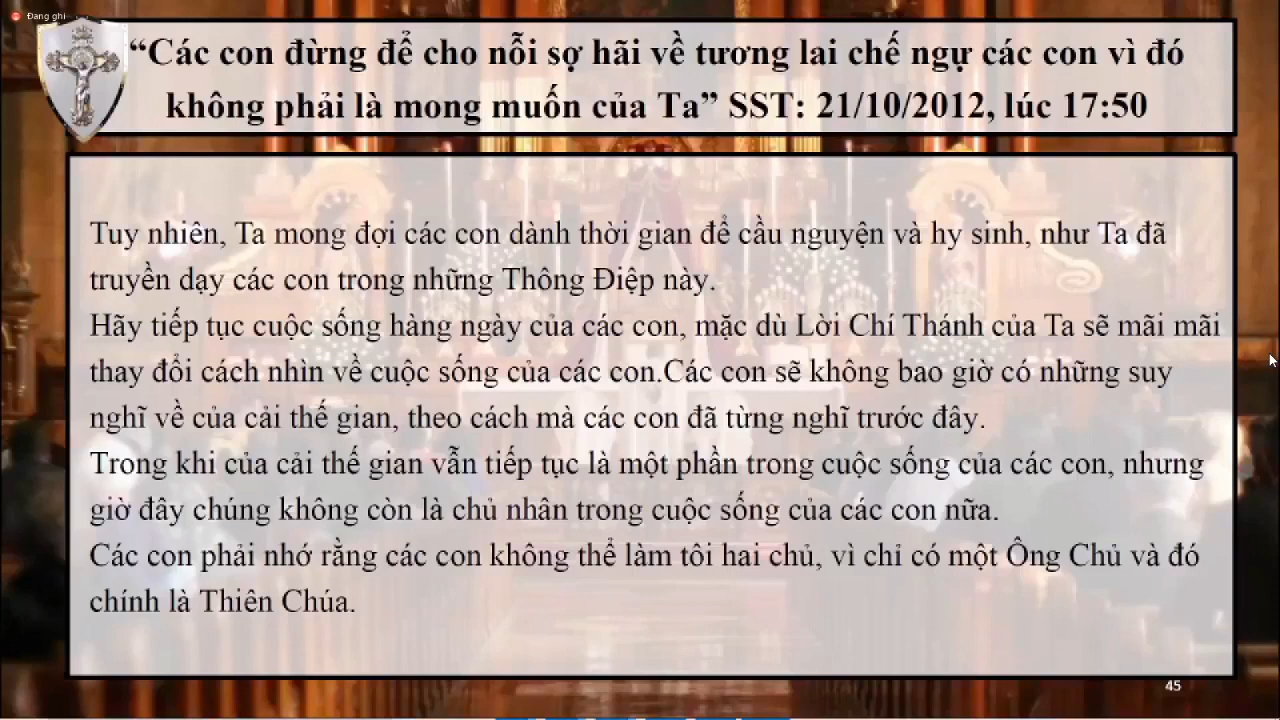 Đang ghi
“Các con đừng để cho nỗi sợ hãi về tương lai chế ngự các con vì đó
không phải là mong muốn của Ta” SST: 21/10/2012, lúc 17:50
Tuy nhiên, Ta mong đợi các con dành thời gian để cầu nguyện và hy sinh, như Ta đã
truyền dạy các con trong những Thông Điệp này.
Hãy tiếp tục cuộc sống hàng ngày của các con, mặc dù Lời Chí Thánh của Ta sẽ mãi mãi
thay đổi cách nhìn về cuộc sống của các con.Các con sẽ không bao giờ có những suy
nghĩ về của cải thế gian, theo cách mà các con đã từng nghĩ trước đây.
Trong khi của cải thế gian vẫn tiếp tục là một phần trong cuộc sống của các con, nhưng
giờ đây chúng không còn là chủ nhân trong cuộc sống của các con nữa.
Các con phải nhớ rằng các con không thể làm tôi hai chủ, vì chỉ có một Ông Chủ và đó
chính là Thiên Chúa.
45